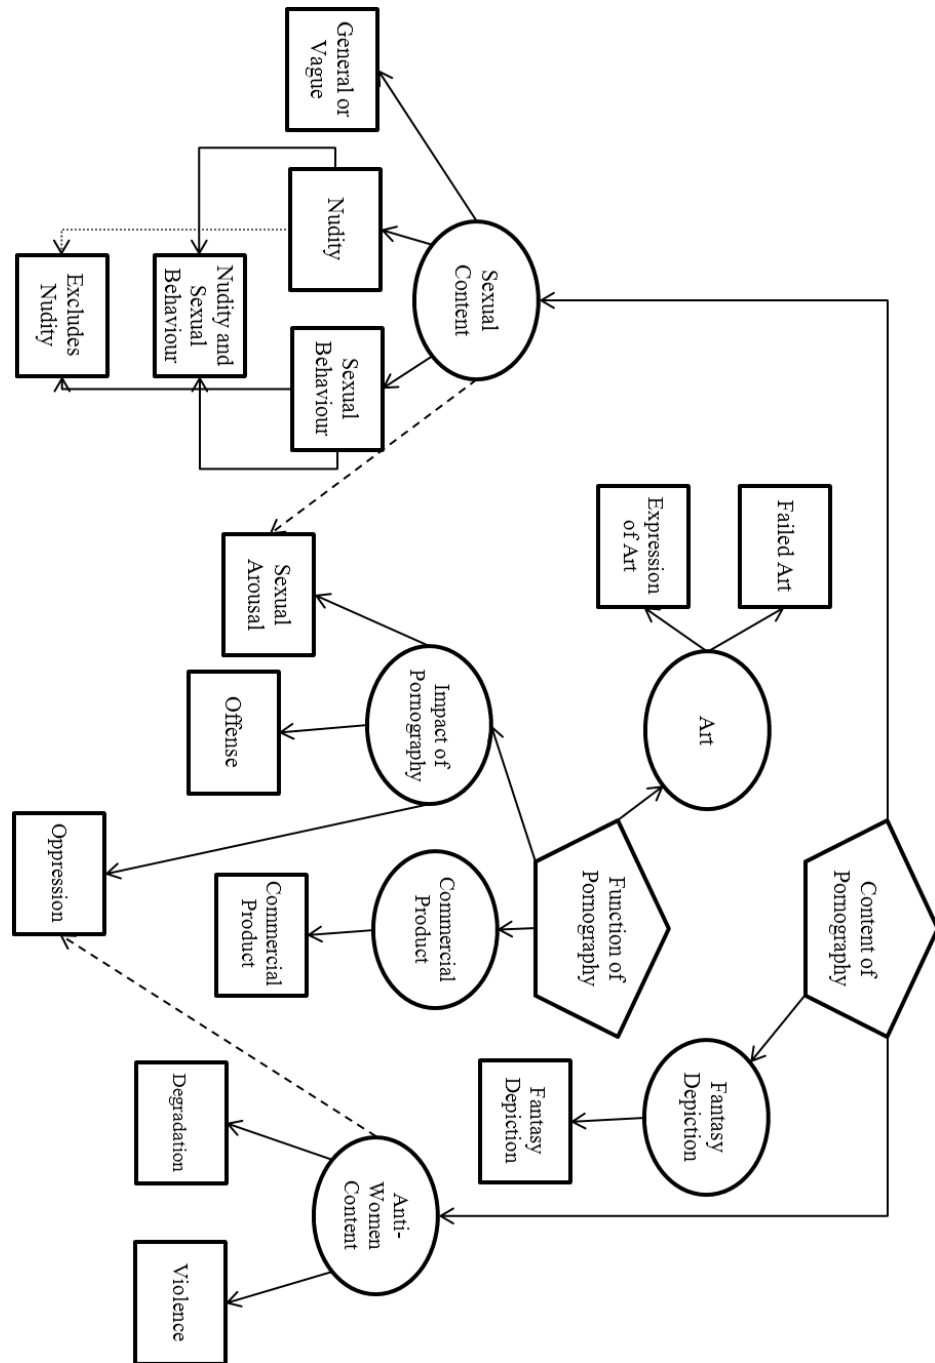 Content of
Pornography
Function of
Pornography
Sexual
Content
Art
Fantasy
Depiction
Anti-
Women
Content
Impact of
Pornography
Commercial
Product
General or
Vague
Nudity
Sexual
Behaviour
Nudity and
Sexual
Behaviour
Excludes
Nudity
Failed Art
Expression
of Art
Sexual
Arousal
Offense
Oppression
Commercial
Product
Fantasy
Depiction
Degradation
Violence